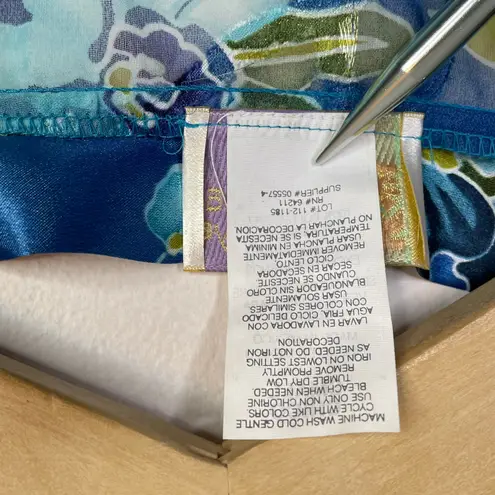 MACHINE WASH COLD GENTLE
CYCLE WITH LIKE COLORS.
USE ONLY NON CHLORINE
BLEACH WHEN NEEDED.
TUMBLE DRY LOW
REMOVE PROMPTLY
IRON ON LOWEST SETTING
AS NEEDED. DO NOT IRON
DECORATION
LAVAR EN LAVADORA CON
AGUA FRIA, CICLO DELICADO
CON COLORES SIMILARES
USAR SOLAMENTE
BLANQUEADOR SIN CLORO
CUANDO SE NECESITE
SECAR EN SECADORA
CICLO LENTO
REMOVER IMMEDIATAMENTE
USAR PLANCHA EN MINIMA
TEMPERATURA SI SE NECESITA
NO PLANCHAR LA DECORACION
LOT# 112-1185
RN# 64211
SUPPLIER# 05557-4